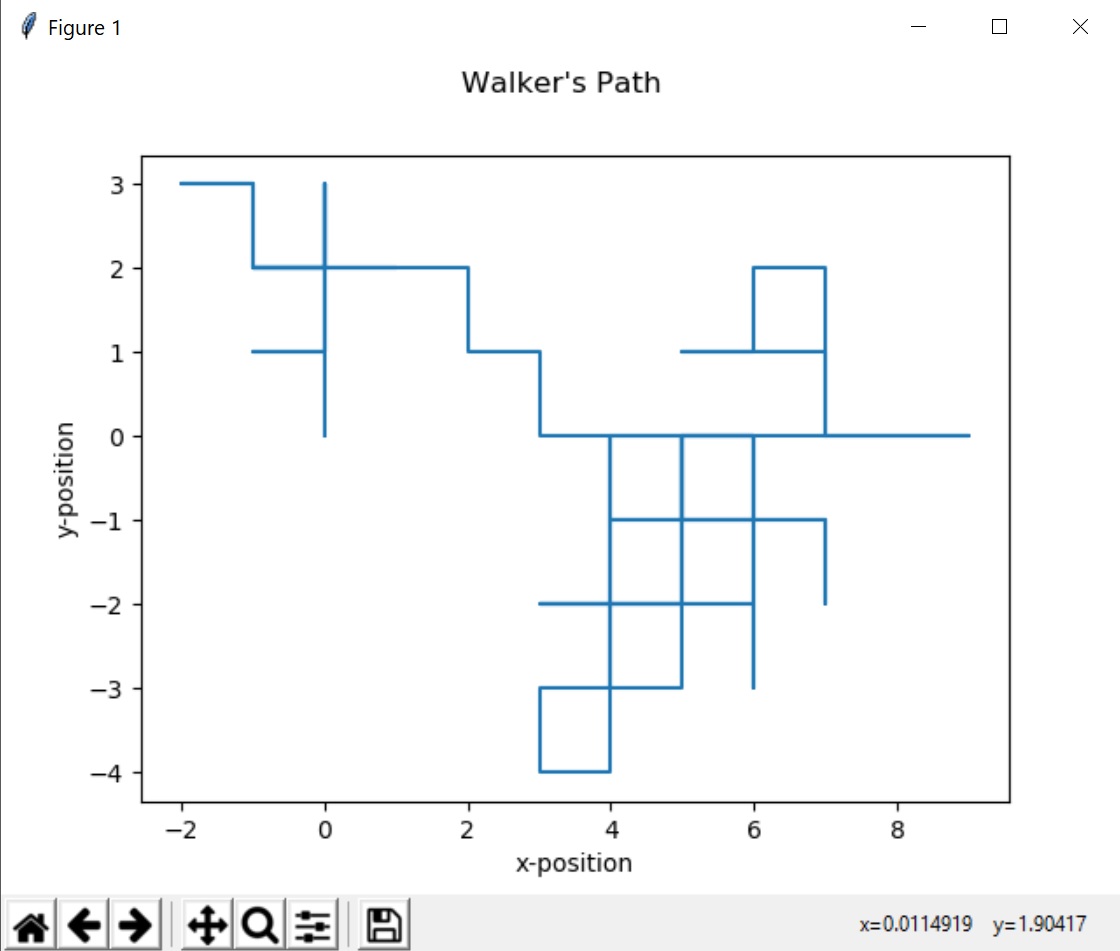 Figure 1
Walker's Path
3
2
1
0
−1
−2
−3
−4
y-position
−2 0 2 4 6 8
x-position
x=0.0114919 y=1.90417